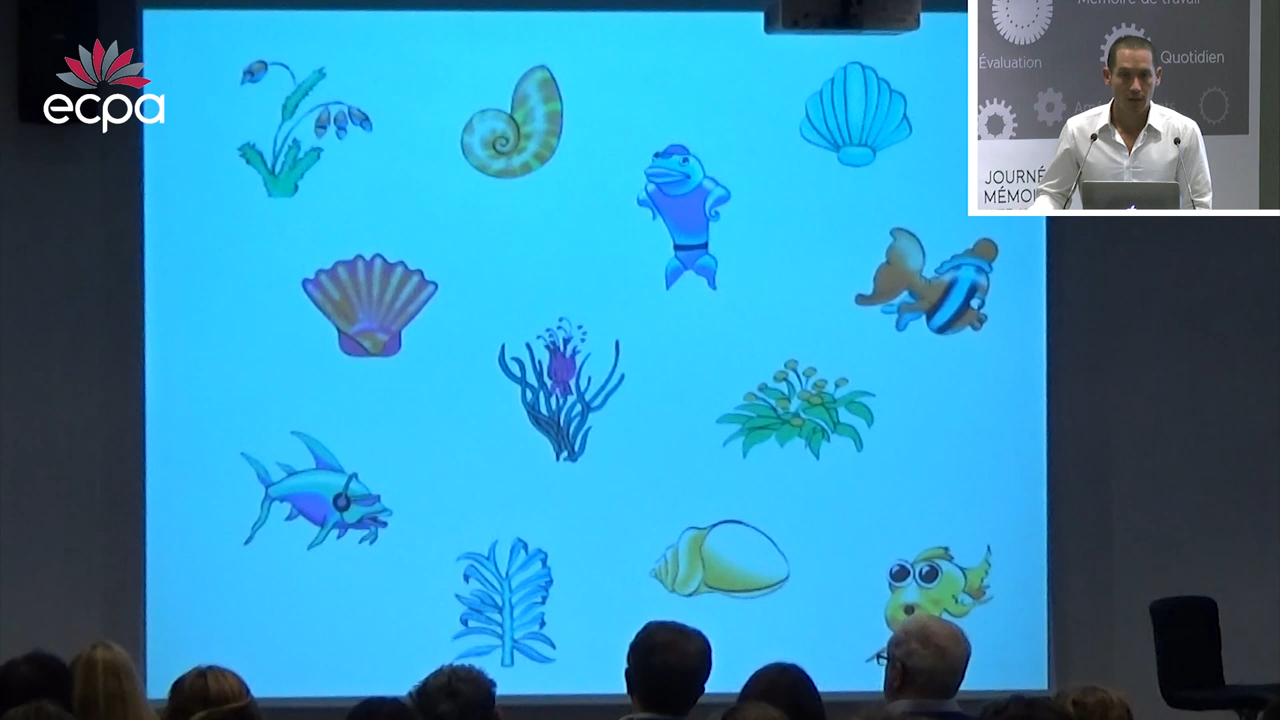 ecpa
Mémoire de travail
Évaluation
Quotidien
JOURNÉ
MÉMOI